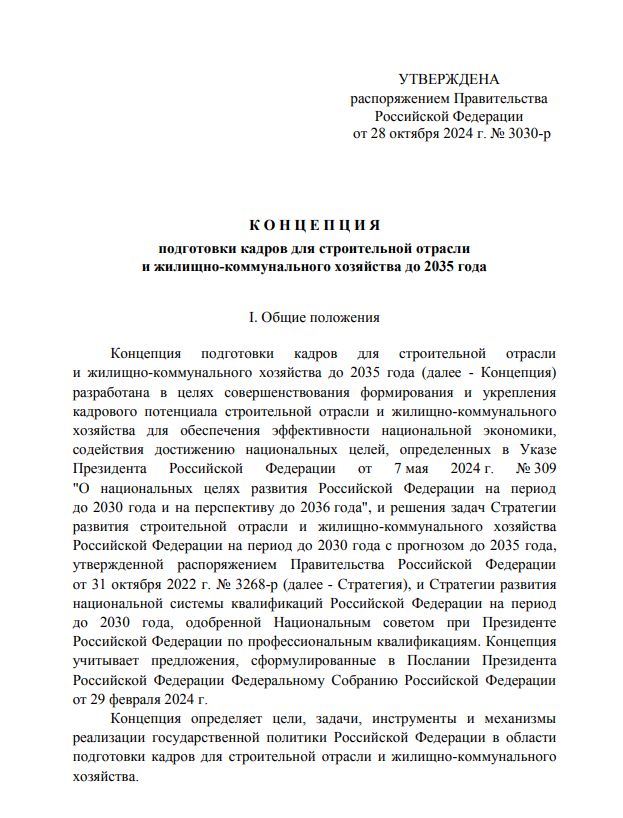 УТВЕРЖДЕНА
распоряжением Правительства
Российской Федерации
от 28 октября 2024 г. № 3030-р
К О Н Ц Е П Ц И Я
подготовки кадров для строительной отрасли
и жилищно-коммунального хозяйства до 2035 года
I. Общие положения
Концепция подготовки кадров для строительной отрасли
и жилищно-коммунального хозяйства до 2035 года (далее - Концепция)
разработана в целях совершенствования формирования и укрепления
кадрового потенциала строительной отрасли и жилищно-коммунального
хозяйства для обеспечения эффективности национальной экономики,
содействия достижению национальных целей, определенных в Указе
Президента Российской Федерации от 7 мая 2024 г. № 309
"О национальных целях развития Российской Федерации на период
до 2030 года и на перспективу до 2036 года", и решения задач Стратегии
развития строительной отрасли и жилищно-коммунального хозяйства
Российской Федерации на период до 2030 года с прогнозом до 2035 года,
утвержденной распоряжением Правительства Российской Федерации
от 31 октября 2022 г. № 3268-р (далее - Стратегия), и Стратегии развития
национальной системы квалификаций Российской Федерации на период
до 2030 года, одобренной Национальным советом при Президенте
Российской Федерации по профессиональным квалификациям. Концепция
учитывает предложения, сформулированные в Послании Президента
Российской Федерации Федеральному Собранию Российской Федерации
от 29 февраля 2024 г.
Концепция определяет цели, задачи, инструменты и механизмы
реализации государственной политики Российской Федерации в области
подготовки кадров для строительной отрасли и жилищно-коммунального
хозяйства.